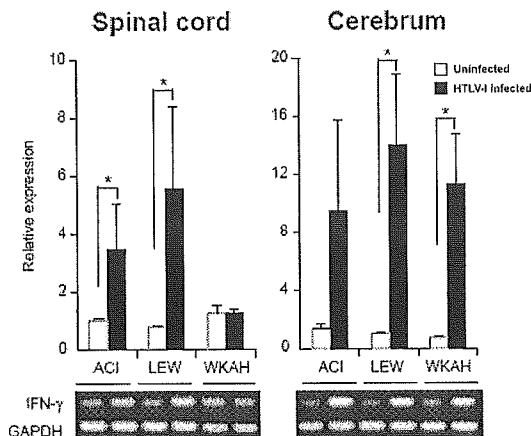 Spinal cord
Cerebrum
Relative expression
10
8
6
4
2
0
*
*
ACI
LEW
WKAH
20
16
12
8
4
0
*
*
Uninfected
HTLV-I infected
ACI
LEW
WKAH
IFN-γ
GAPDH